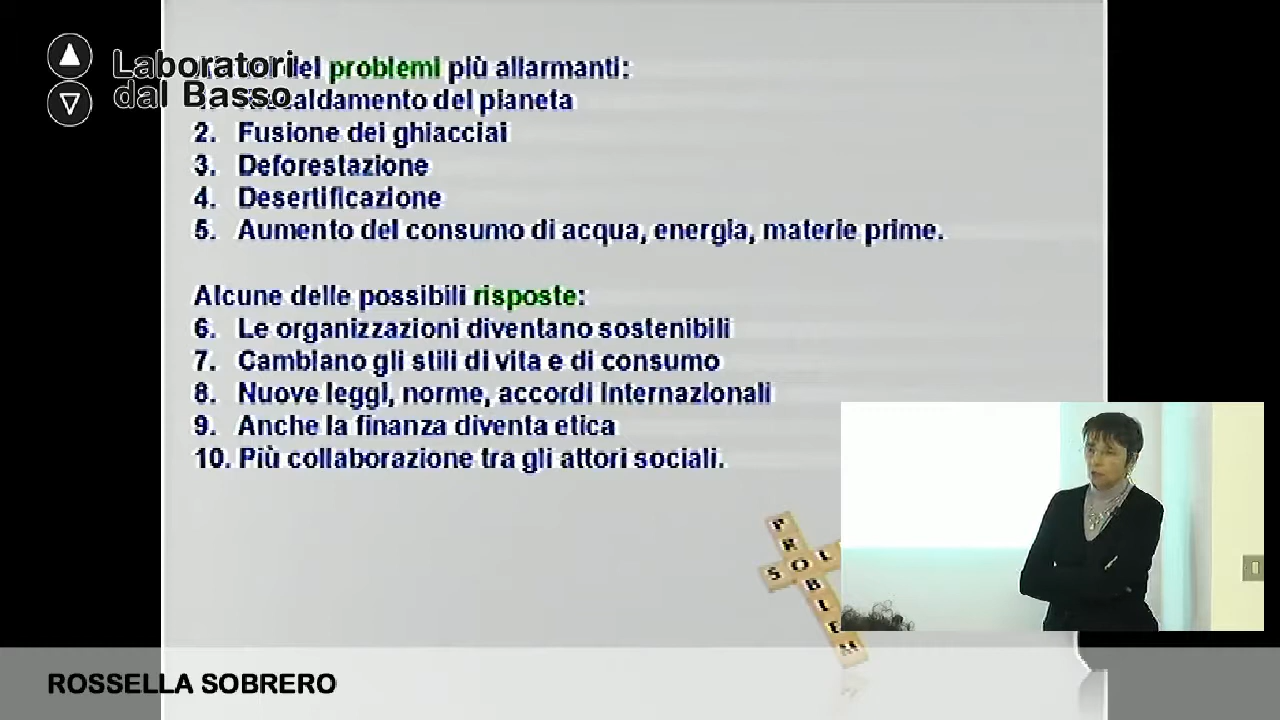 Laboratori
dal Basso
problemi più allarmanti:
del pianeta
2. Fusione dei ghiacciai
3. Deforestazione
4. Desertificazione
5. Aumento del consumo di acqua, energia, materie prime.
Alcune delle possibili risposte:
6. Le organizzazioni diventano sostenibili
7. Cambiano gli stili di vita e di consumo
8. Nuove leggi, norme, accordi internazionali
9. Anche la finanza diventa etica
10. Più collaborazione tra gli attori sociali.
PROBLEM
S O L
ROSSELLA SOBRERO